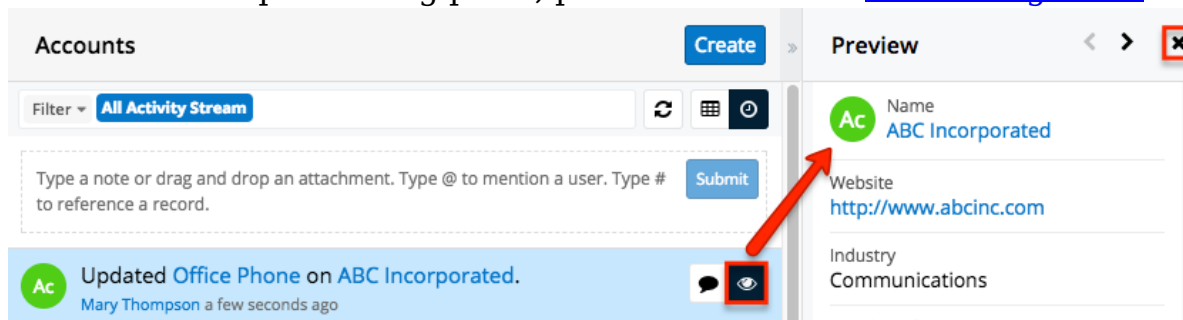 Accounts
Create
»
Preview
Filter
All Activity Stream
Type a note or drag and drop an attachment. Type @ to mention a user. Type #
to reference a record.
Submit
Ac
Updated Office Phone on ABC Incorporated.
Mary Thompson a few seconds ago
Ac
Name
ABC Incorporated
Website
http://www.abcinc.com
Industry
Communications